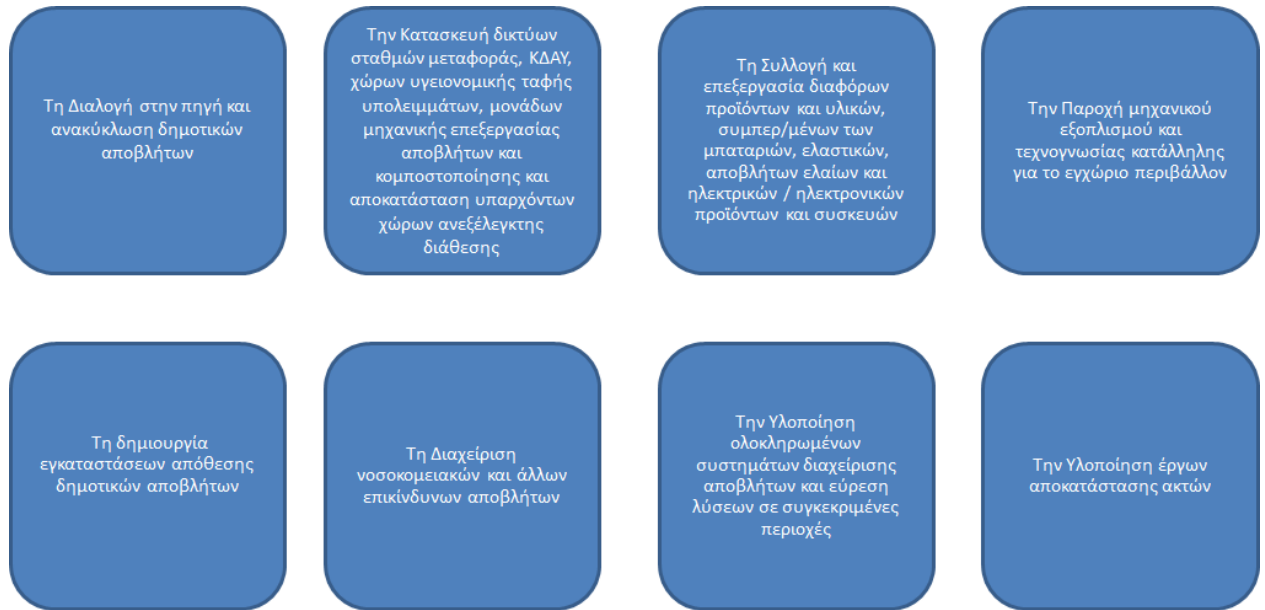 Τη Διαλογή στην πηγή και
ανακύκλωση δημοτικών
αποβλήτων
Την Κατασκευή δικτύων
σταθμών μεταφοράς, ΚΔΑΥ,
χώρων υγειονομικής ταφής
υπολειμμάτων, μονάδων
μηχανικής επεξεργασίας
αποβλήτων και
κομποστοποίησης και
αποκατάσταση υπαρχόντων
χώρων ανεξέλεγκτης
διάθεσης
Τη Συλλογή και
επεξεργασία διαφόρων
προϊόντων και υλικών,
συμπερ/μένων των
μπαταριών, ελαστικών,
αποβλήτων ελαίων και
ηλεκτρικών / ηλεκτρονικών
προϊόντων και συσκευών
Την Παροχή μηχανικού
εξοπλισμού και
τεχνογνωσίας κατάλληλης
για το εγχώριο περιβάλλον
Τη δημιουργία
εγκαταστάσεων απόθεσης
δημοτικών αποβλήτων
Τη Διαχείριση
νοσοκομειακών και άλλων
επικίνδυνων αποβλήτων
Την Υλοποίηση
ολοκληρωμένων
συστημάτων διαχείρισης
αποβλήτων και εύρεση
λύσεων σε συγκεκριμένες
περιοχές
Την Υλοποίηση έργων
αποκατάστασης ακτών